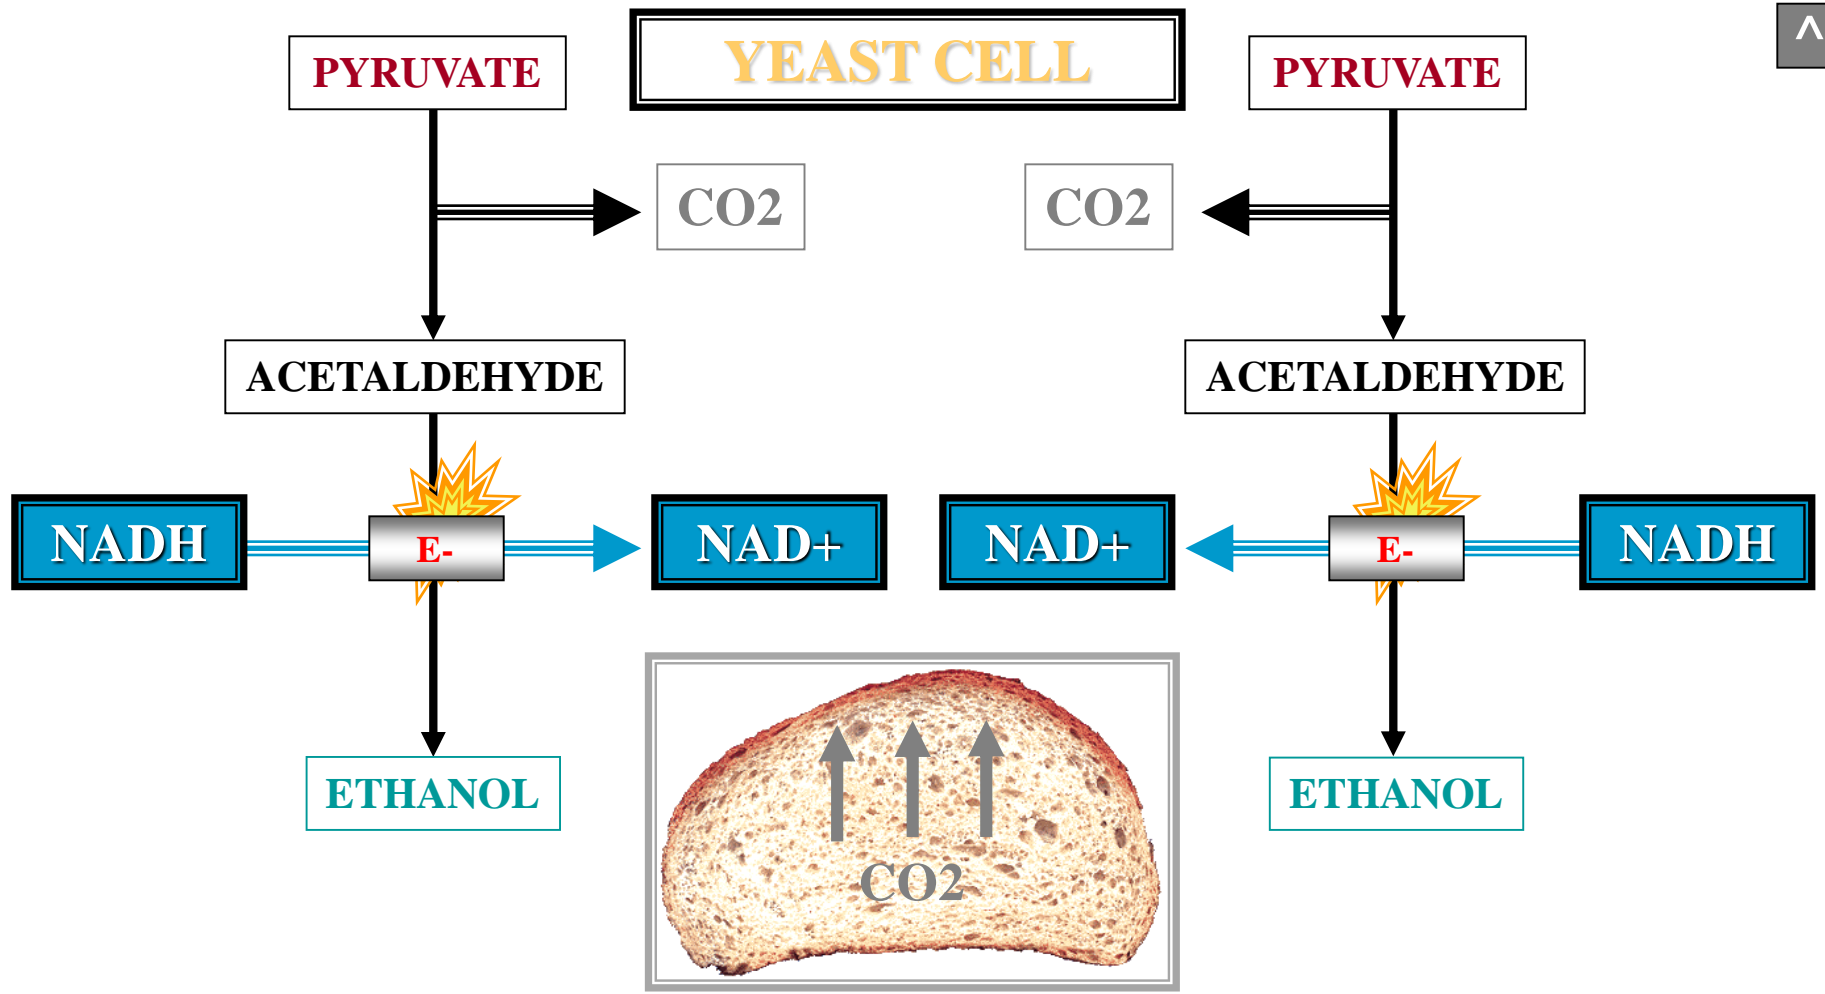 YEAST CELL
PYRUVATE
PYRUVATE
^
CO2
CO2
ACETALDEHYDE
ACETALDEHYDE
NADH
E-
NAD+
NAD+
E-
NADH
ETHANOL
ETHANOL
CO2